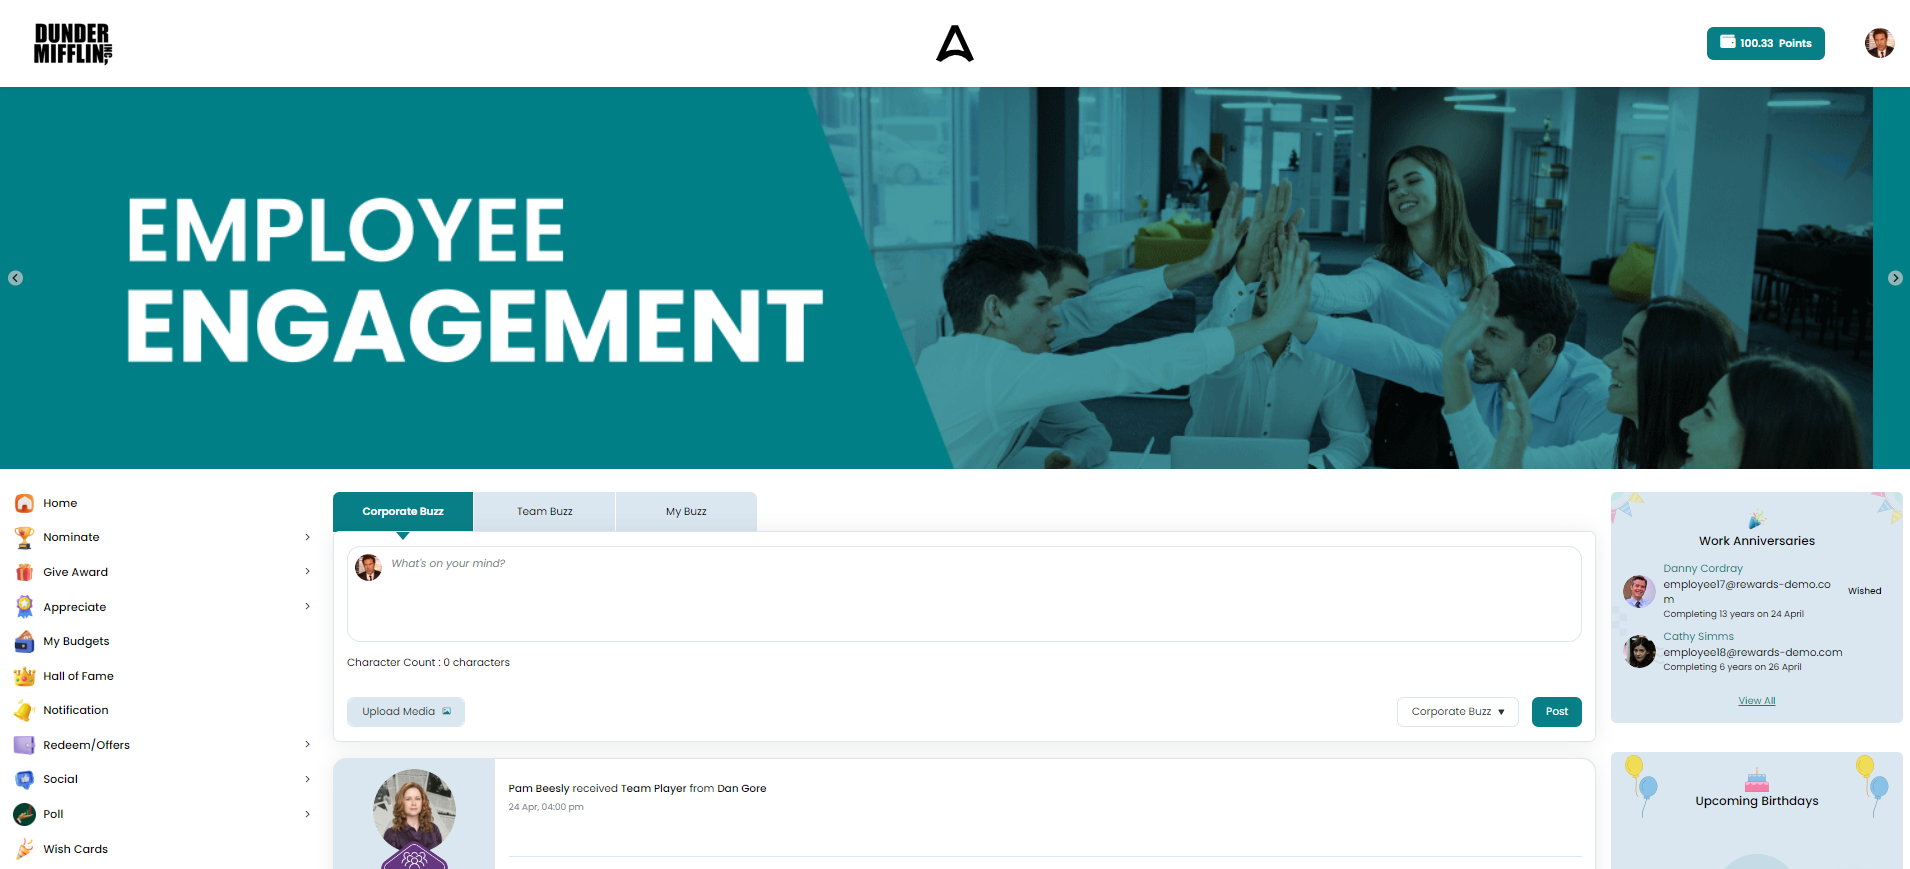 DUNDER
MIFFLIN, INC
100.33 Points
EMPLOYEE
ENGAGEMENT
Home
Nominate
Give Award
Appreciate
My Budgets
Hall of Fame
Notification
Redeem/Offers
Social
Poll
Wish Cards
Corporate Buzz
Team Buzz
My Buzz
What's on your mind?
Character Count : 0 characters
Upload Media
Corporate Buzz ▼
Post
Pam Beesly received Team Player from Dan Gore
24 Apr, 04:00 pm
Work Anniversaries
Danny Cordray
employee17@rewards-demo.co
m
Wished
Completing 13 years on 24 April
Cathy Simms
employee18@rewards-demo.com
Completing 6 years on 26 April
View All
Upcoming Birthdays